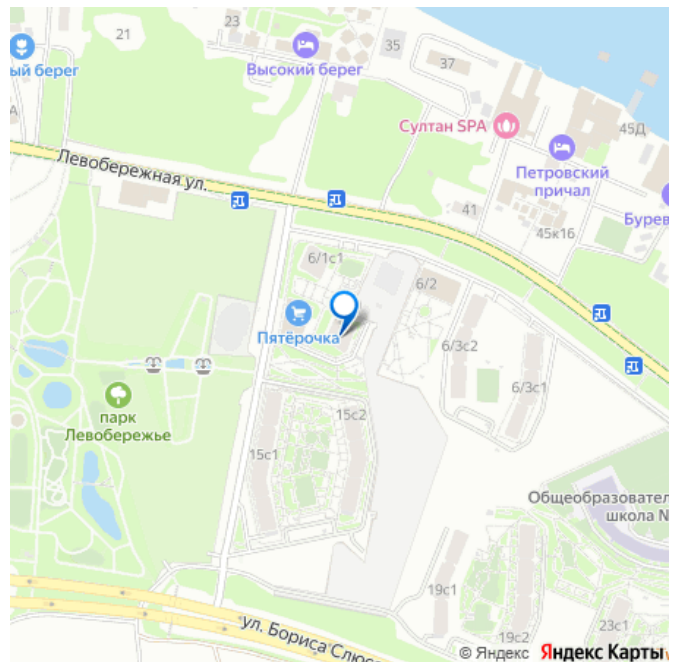 23
21
35
Высокий берег
37
ый берег
Султан SPA
45Д
Петровский
причал
Левобережная ул.
41
45к16
Бурев
6/1с1
6/2
Пятёрочка
6/3с2
6/3с1
парк
Левобережье
15с2
15с1
Общеобразовател
школа N
19с1
19с2
23с1
ул. Бориса Слюс
© Яндекс Яндекс Карты